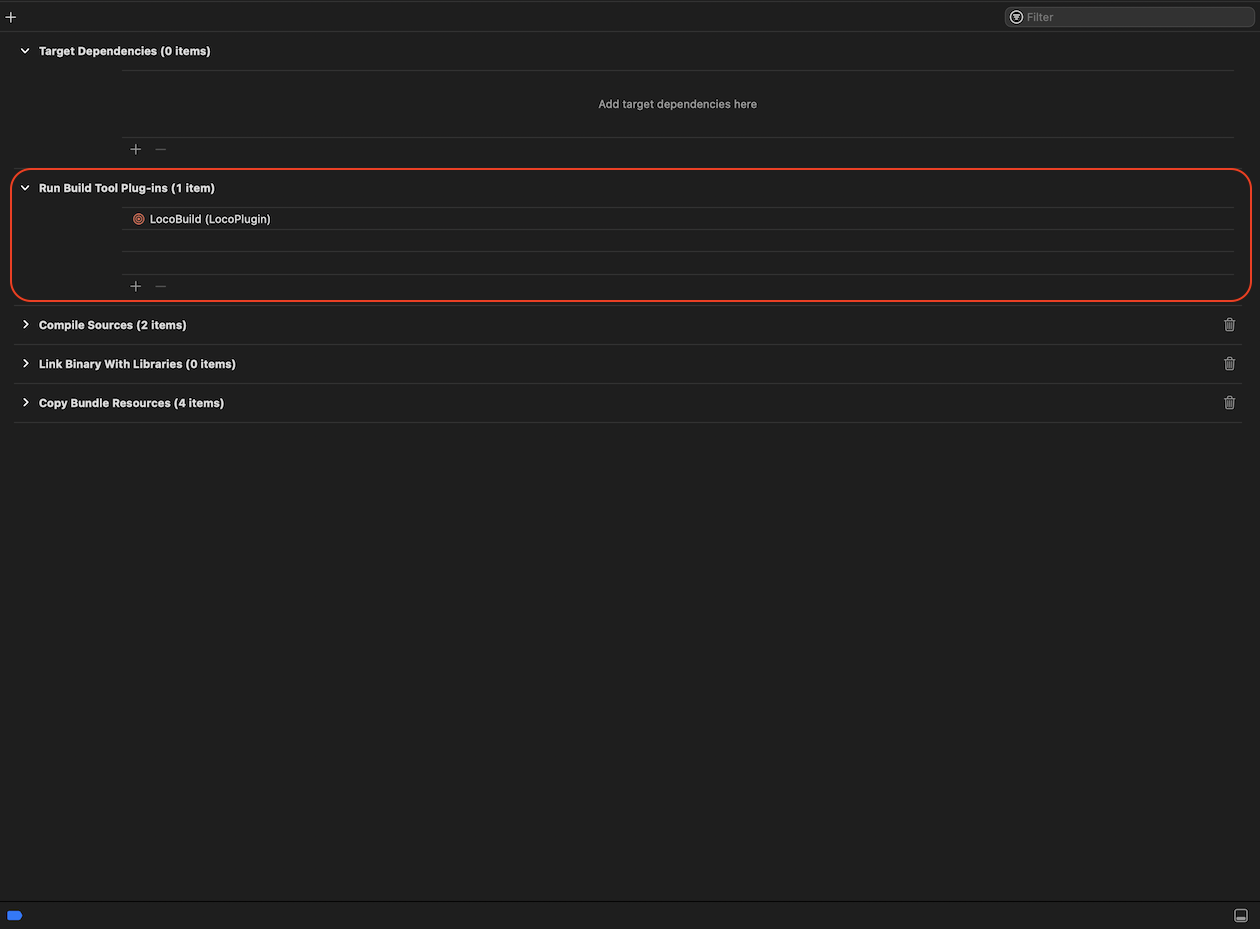 Filter
Target Dependencies (0 items)
Add target dependencies here
Run Build Tool Plug-ins (1 item)
LocoBuild (LocoPlugin)
Compile Sources (2 items)
Link Binary With Libraries (0 items)
Copy Bundle Resources (4 items)